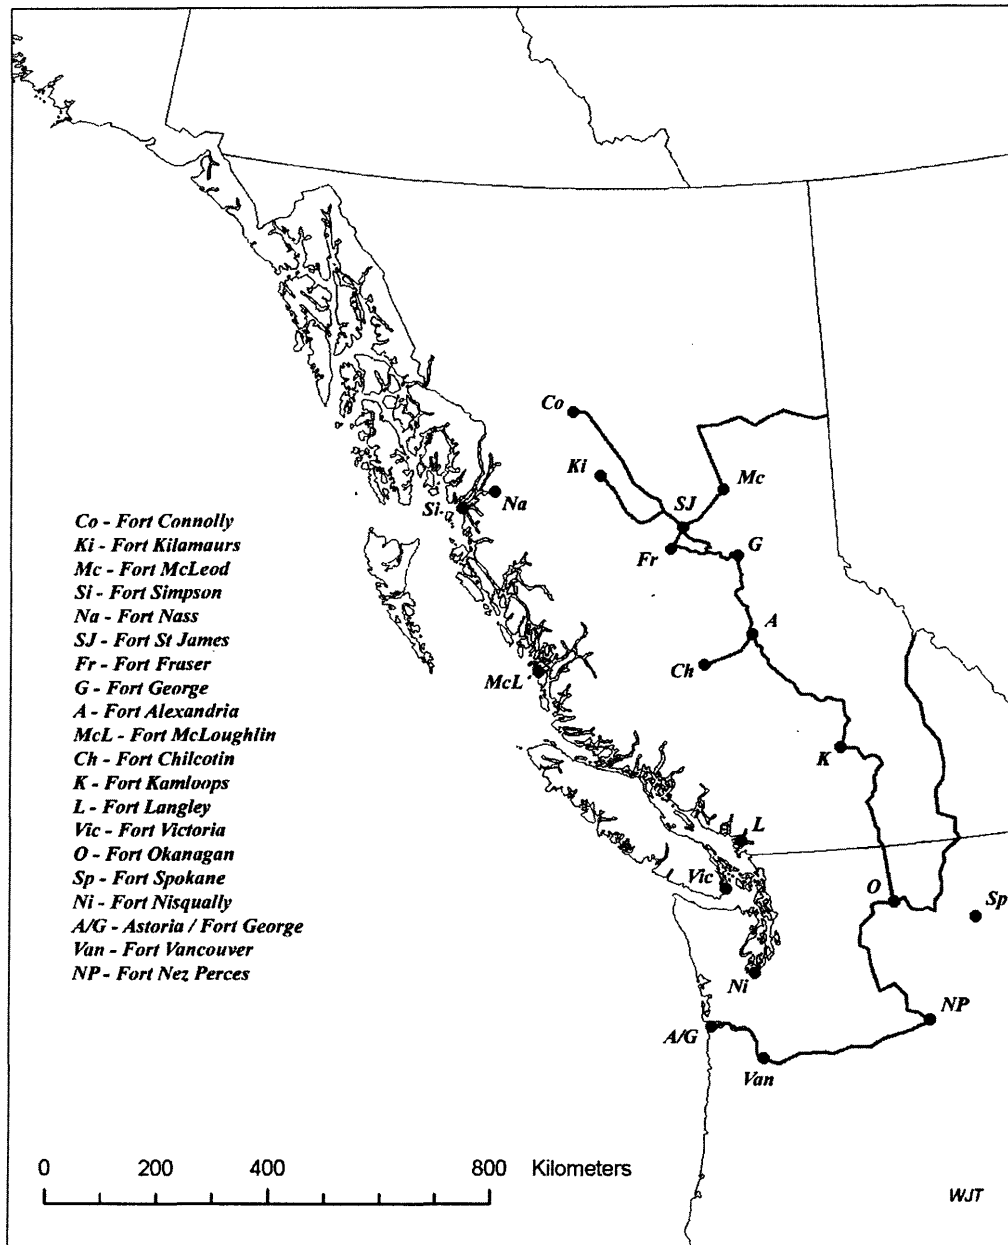 Co
Ki
Mc
SJ
Na
Si
Fr
G
A
Ch
McL
K
L
Vic
O
Sp
Ni
NP
A/G
Van
Co - Fort Connolly
Ki - Fort Kilamaurs
Mc - Fort McLeod
Si - Fort Simpson
Na - Fort Nass
SJ - Fort St James
Fr - Fort Fraser
G - Fort George
A - Fort Alexandria
McL - Fort McLoughlin
Ch - Fort Chilcotin
K - Fort Kamloops
L - Fort Langley
Vic - Fort Victoria
O - Fort Okanagan
Sp - Fort Spokane
Ni - Fort Nisqually
A/G - Astoria / Fort George
Van - Fort Vancouver
NP - Fort Nez Perces
0 200 400 800 Kilometers
WJT